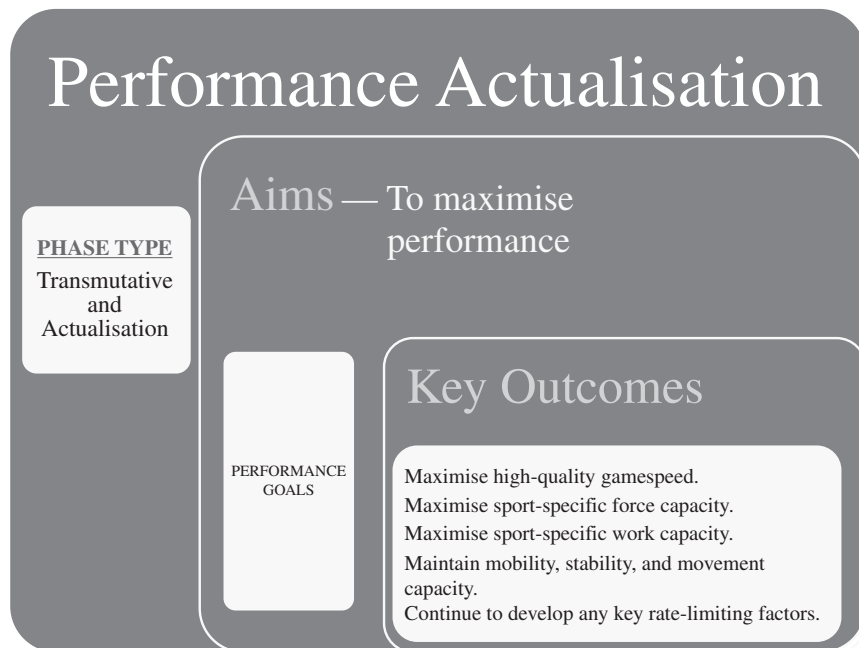 Performance Actualisation
Aims — To maximise
performance
PHASE TYPE
Transmutative
and
Actualisation
Key Outcomes
PERFORMANCE
GOALS
Maximise high-quality gamespeed.
Maximise sport-specific force capacity.
Maximise sport-specific work capacity.
Maintain mobility, stability, and movement
capacity.
Continue to develop any key rate-limiting factors.